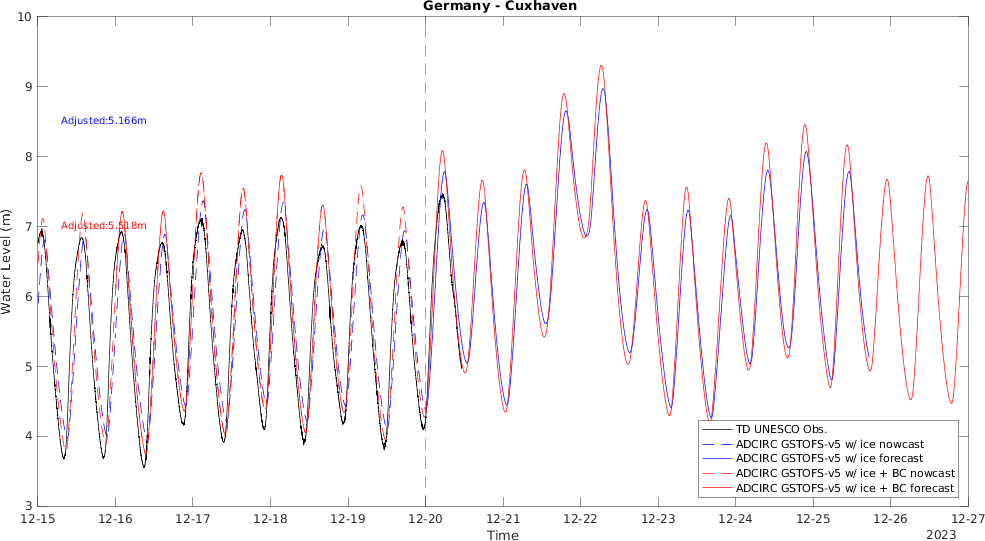 Germany - Cuxhaven
10
9
8
7
6
5
4
3
Water Level (m)
Adjusted:5.166m
Adjusted:5.518m
TD UNESCO Obs.
ADCIRC GSTOFS-v5 w/ ice nowcast
ADCIRC GSTOFS-v5 w/ ice forecast
ADCIRC GSTOFS-v5 w/ ice + BC nowcast
ADCIRC GSTOFS-v5 w/ ice + BC forecast
12-15 12-16 12-17 12-18 12-19 12-20 12-21 12-22 12-23 12-24 12-25 12-26 12-27
Time
2023